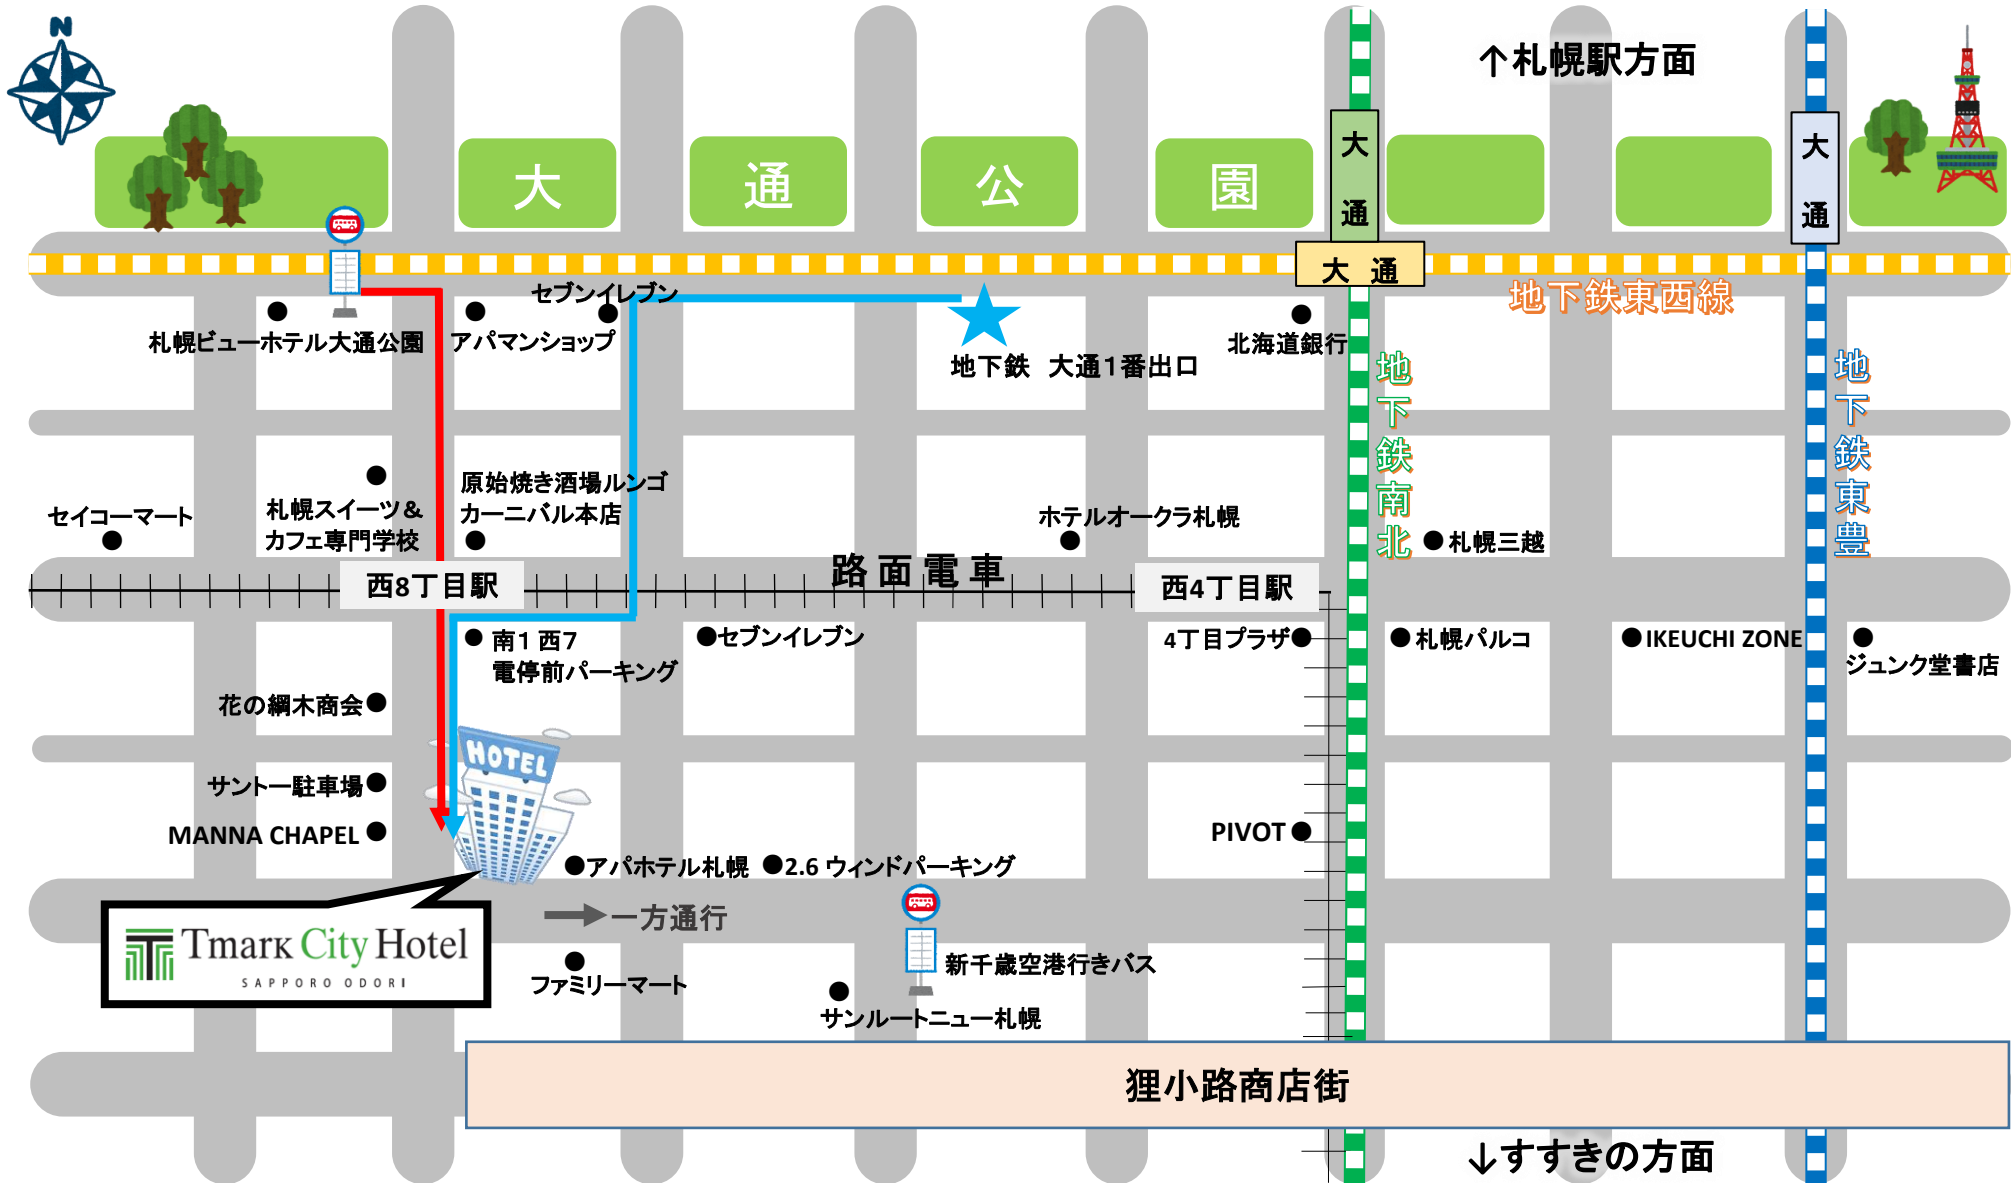 N
↑札幌駅方面
大通公園
大通
大通
大 通
地下鉄東西線
セブンイレブン
札幌ビューホテル大通公園
アパマンショップ
地下鉄 大通1番出口
北海道銀行
地下鉄南北
地下鉄東豊
原始焼き酒場ルンゴ
カーニバル本店
札幌スイーツ&
カフェ専門学校
セイコーマート
ホテルオークラ札幌
札幌三越
路面電車
西8丁目駅
西4丁目駅
南1 西7
電停前パーキング
セブンイレブン
4丁目プラザ
札幌パルコ
IKEUCHI ZONE
ジュンク堂書店
花の綱木商会
HOTEL
サントー駐車場
MANNA CHAPEL
PIVOT
アパホテル札幌
2.6 ウィンドパーキング
一方通行
Tmark City Hotel
SAPPORO ODORI
ファミリーマート
新千歳空港行きバス
サンルートニュー札幌
狸小路商店街
↓すすきの方面